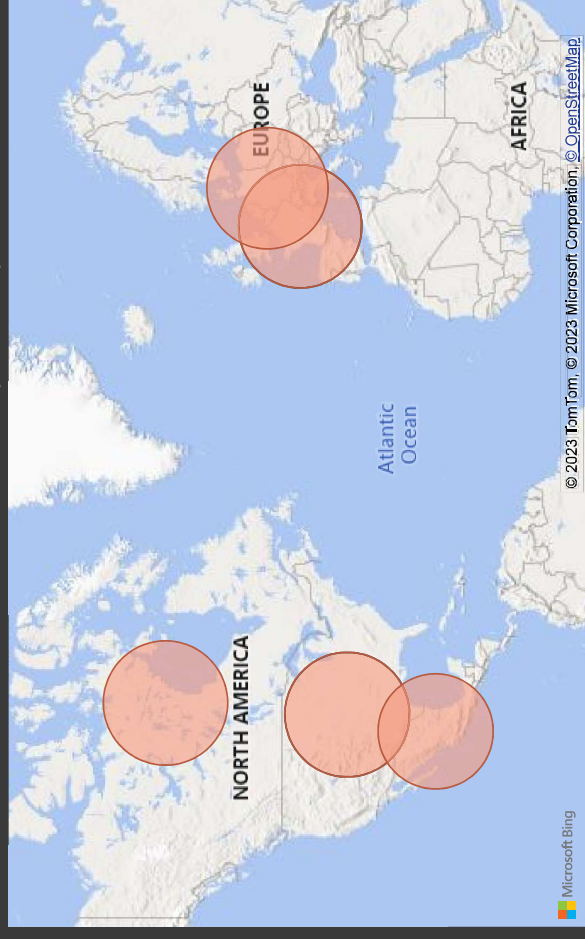 NORTH AMERICA
EUROPE
Atlantic
Ocean
AFRICA
Microsoft Bing
© 2023 TomTom, © 2023 Microsoft Corporation, © OpenStreetMap